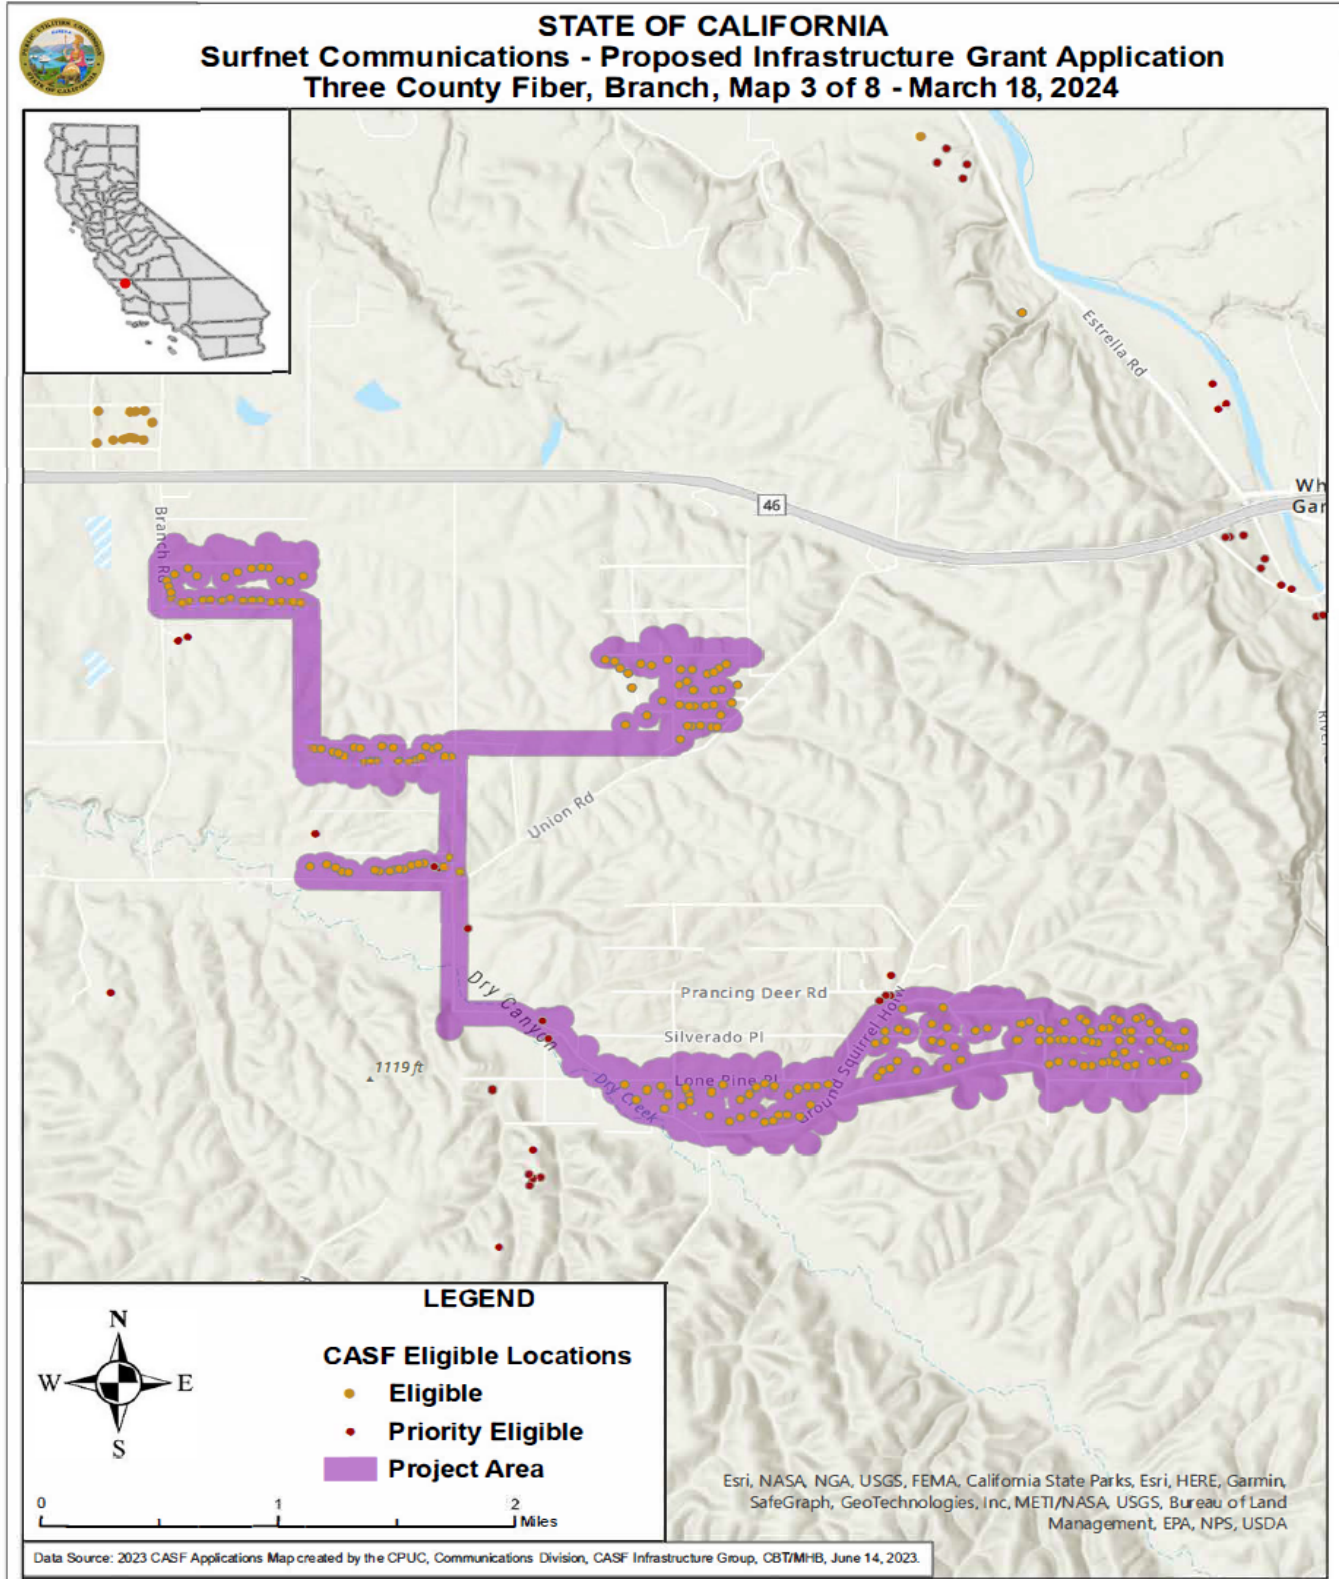 STATE OF CALIFORNIA
Surfnet Communications - Proposed Infrastructure Grant Application
Three County Fiber, Branch, Map 3 of 8 - March 18, 2024
Estrella Rd
46
Wh
Gar
Branch Rd
Union Rd
Dry Canyon
Prancing Deer Rd
Silverado Pl
Lone Pine Pl
Ground Squirrel Holw
Dry Creek
1119 ft
LEGEND
CASF Eligible Locations
Eligible
Priority Eligible
Project Area
N
W
E
S
0 1 2
Miles
Esri, NASA, NGA, USGS, FEMA, California State Parks, Esri, HERE, Garmin,
SafeGraph, GeoTechnologies, Inc, METI/NASA, USGS, Bureau of Land
Management, EPA, NPS, USDA
Data Source: 2023 CASF Applications Map created by the CPUC, Communications Division, CASF Infrastructure Group, CBT/MHB, June 14, 2023.